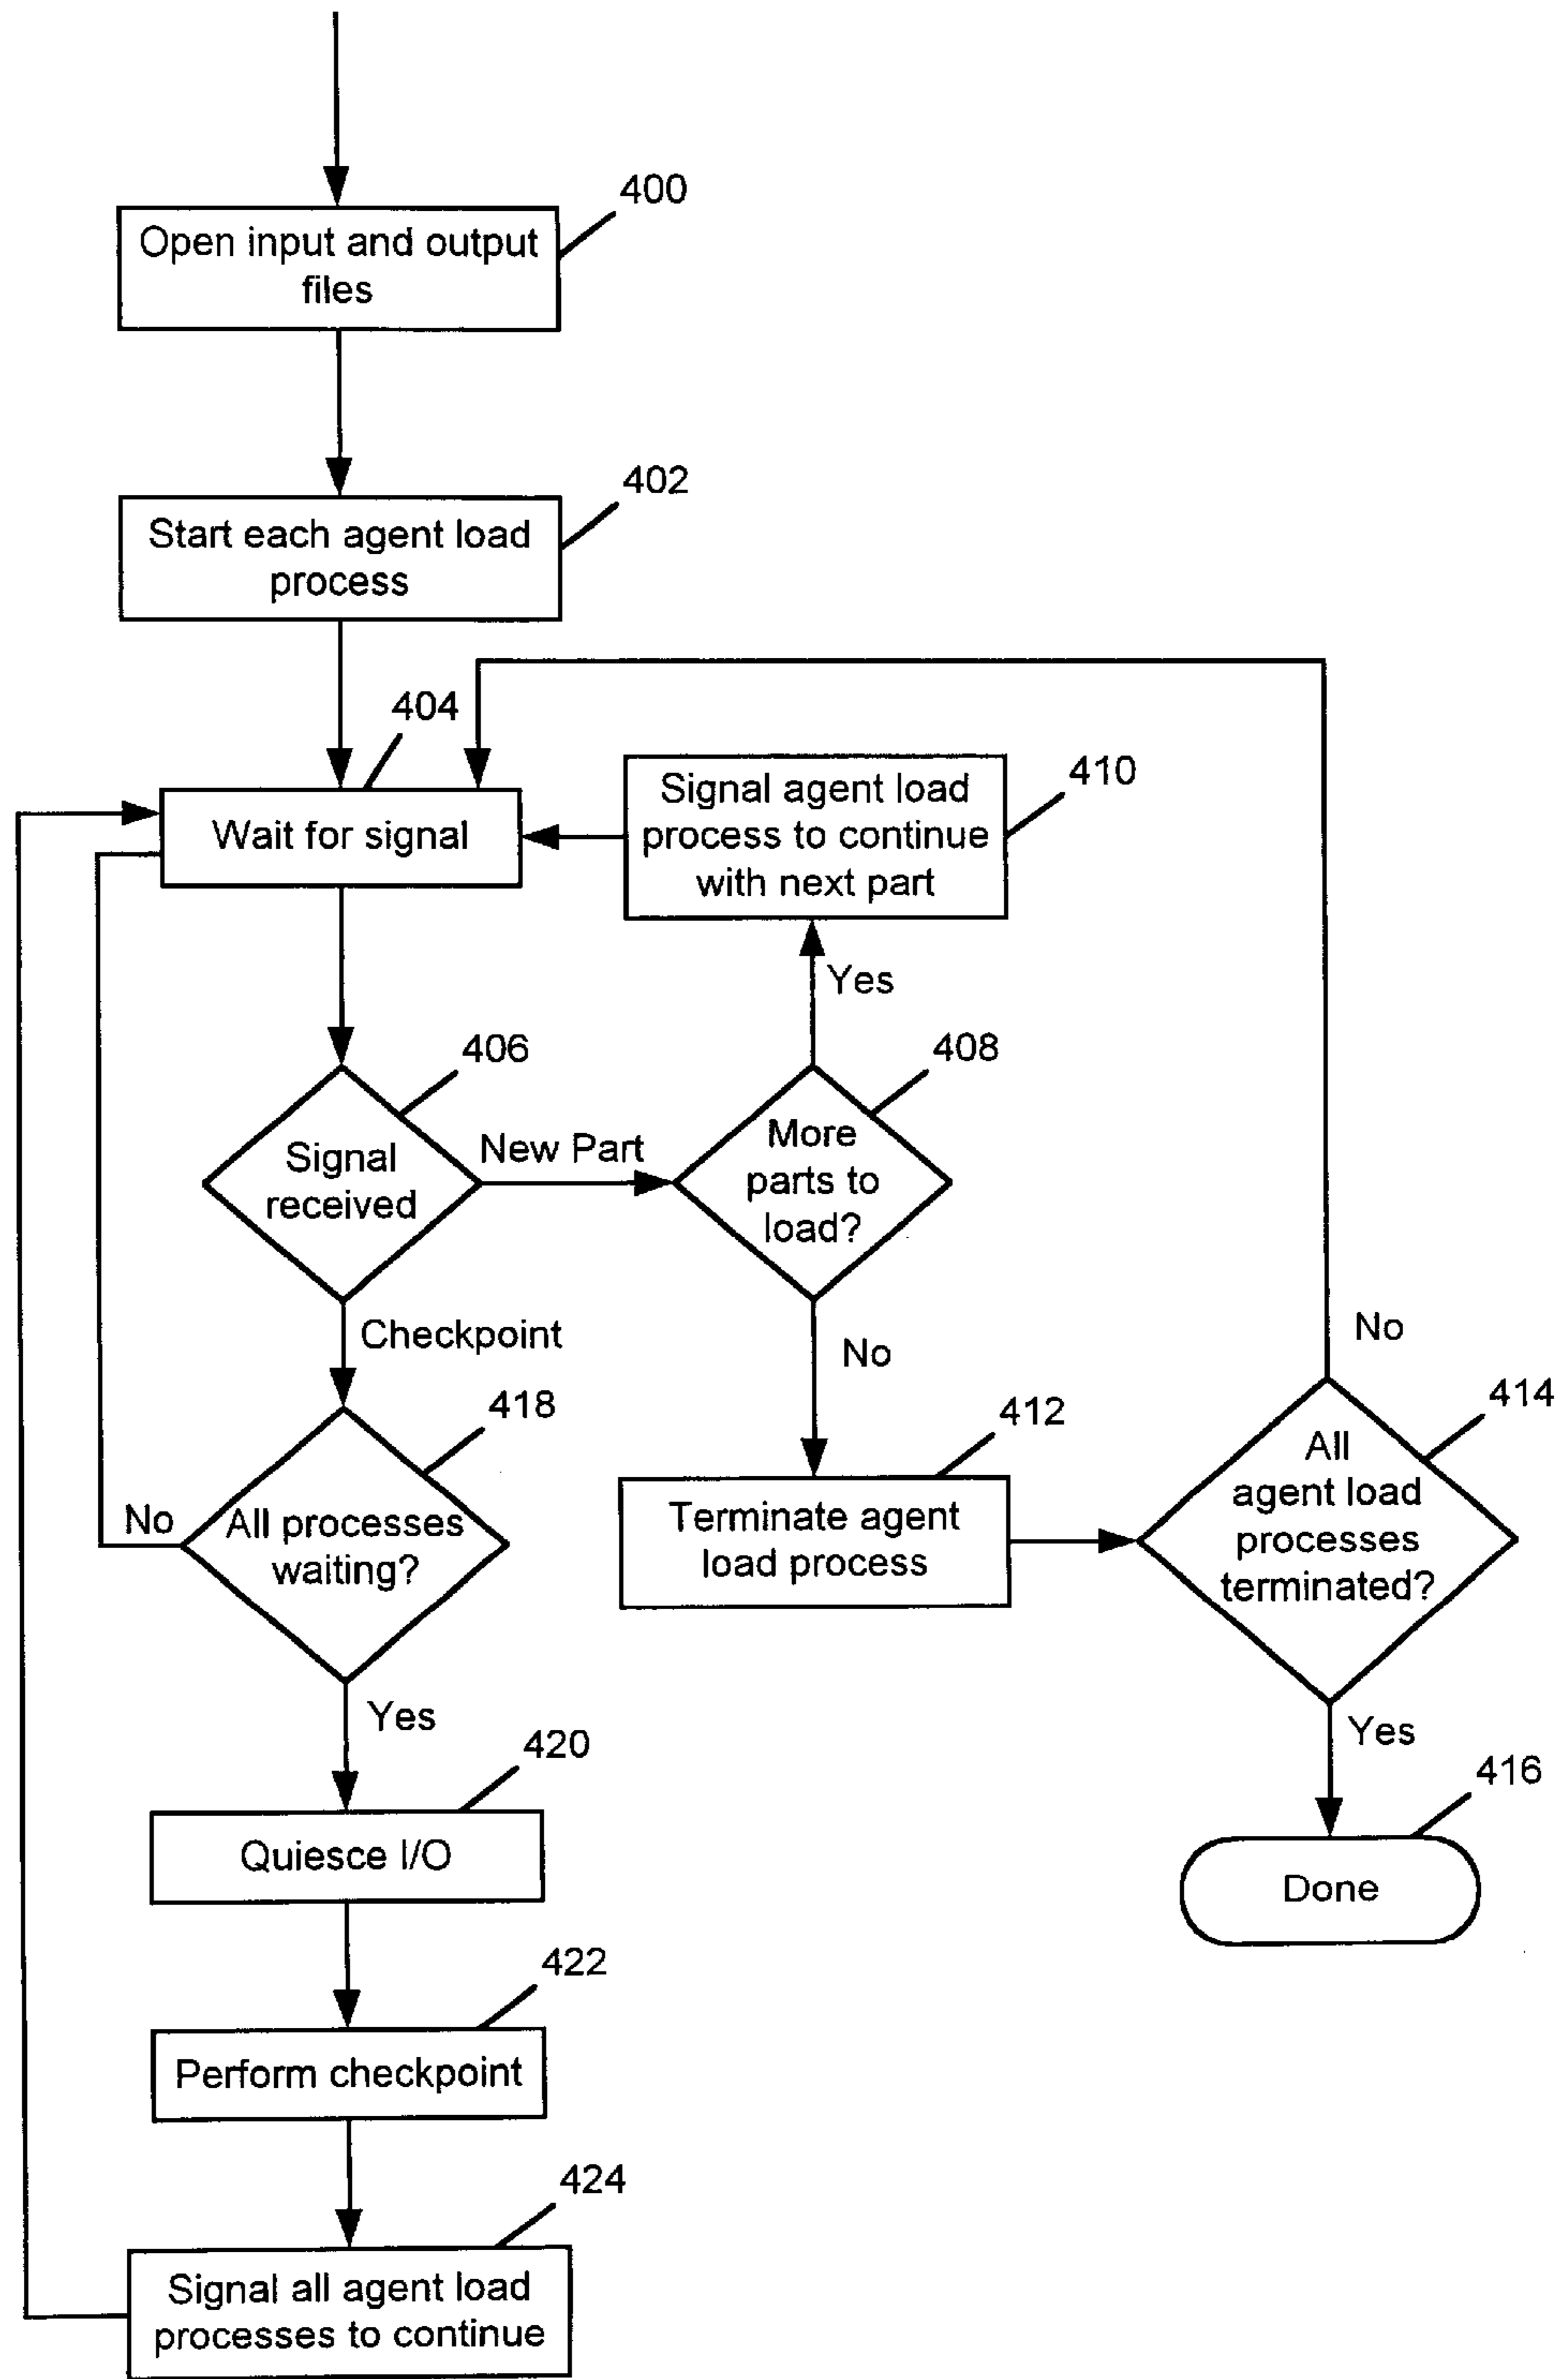 400
Open input and output
files
402
Start each agent load
process
404
Wait for signal
410
Signal agent load
process to continue
with next part
Yes
406
Signal
received
New Part
408
More
parts to
load?
Checkpoint
No
No
418
All processes
waiting?
No
412
Terminate agent
load process
414
All
agent load
processes
terminated?
Yes
Yes
420
Quiesce I/O
416
Done
422
Perform checkpoint
424
Signal all agent load
processes to continue